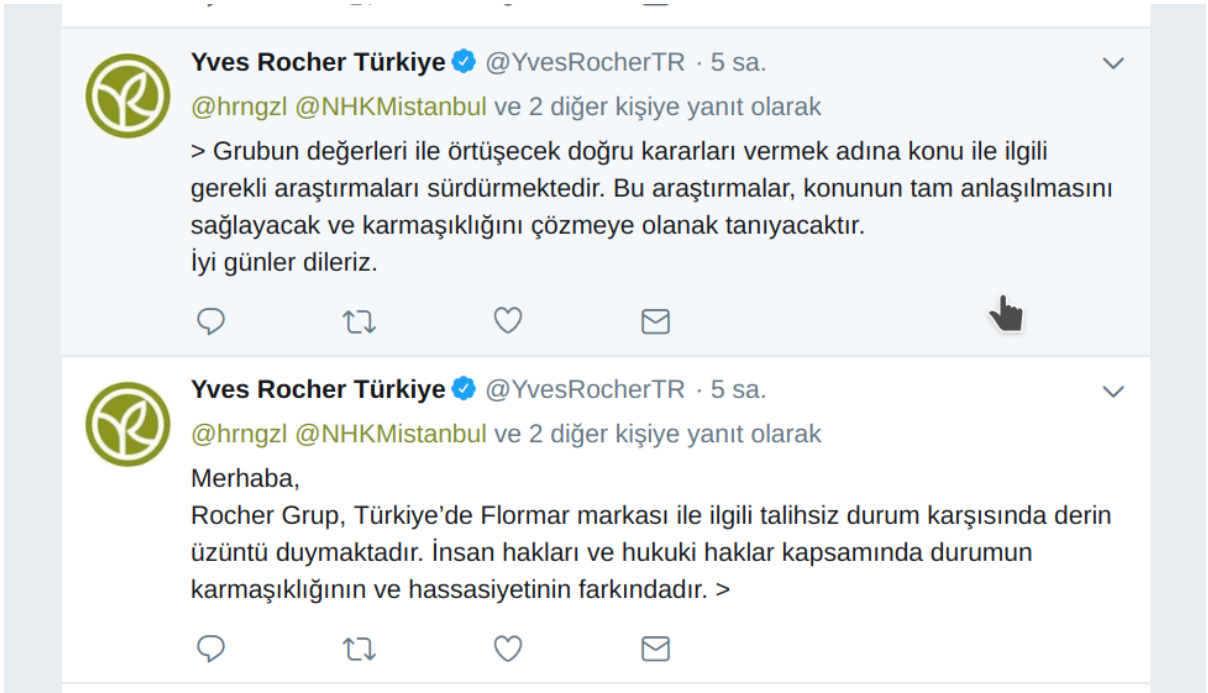 Yves Rocher Türkiye @YvesRocherTR · 5 sa.
@hrngzl @NHKMistanbul ve 2 diğer kişiye yanıt olarak
> Grubun değerleri ile örtüşecek doğru kararları vermek adına konu ile ilgili
gerekli araştırmaları sürdürmektedir. Bu araştırmalar, konunun tam anlaşılmasını
sağlayacak ve karmaşıklığını çözmeye olanak tanıyacaktır.
İyi günler dileriz.
Yves Rocher Türkiye @YvesRocherTR · 5 sa.
@hrngzl @NHKMistanbul ve 2 diğer kişiye yanıt olarak
Merhaba,
Rocher Grup, Türkiye’de Flormar markası ile ilgili talihsiz durum karşısında derin
üzüntü duymaktadır. İnsan hakları ve hukuki haklar kapsamında durumun
karmaşıklığının ve hassasiyetinin farkındadır. >